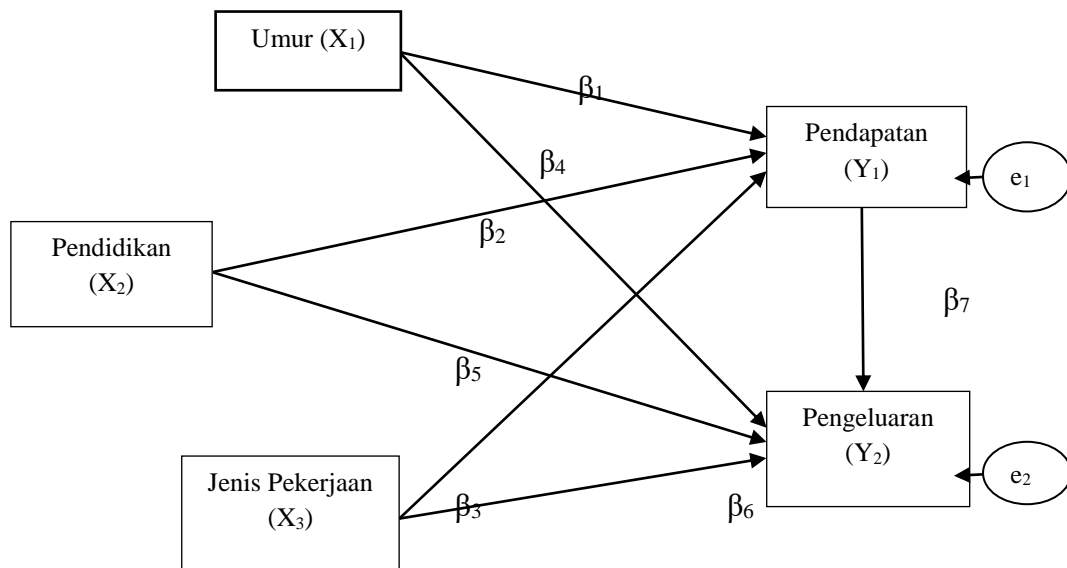 Umur (X₁)
β₁
Pendapatan
(Y₁)
e₁
β₄
β₂
Pendidikan
(X₂)
β₇
β₅
Pengeluaran
(Y₂)
e₂
Jenis Pekerjaan
(X₃)
β₃
β₆